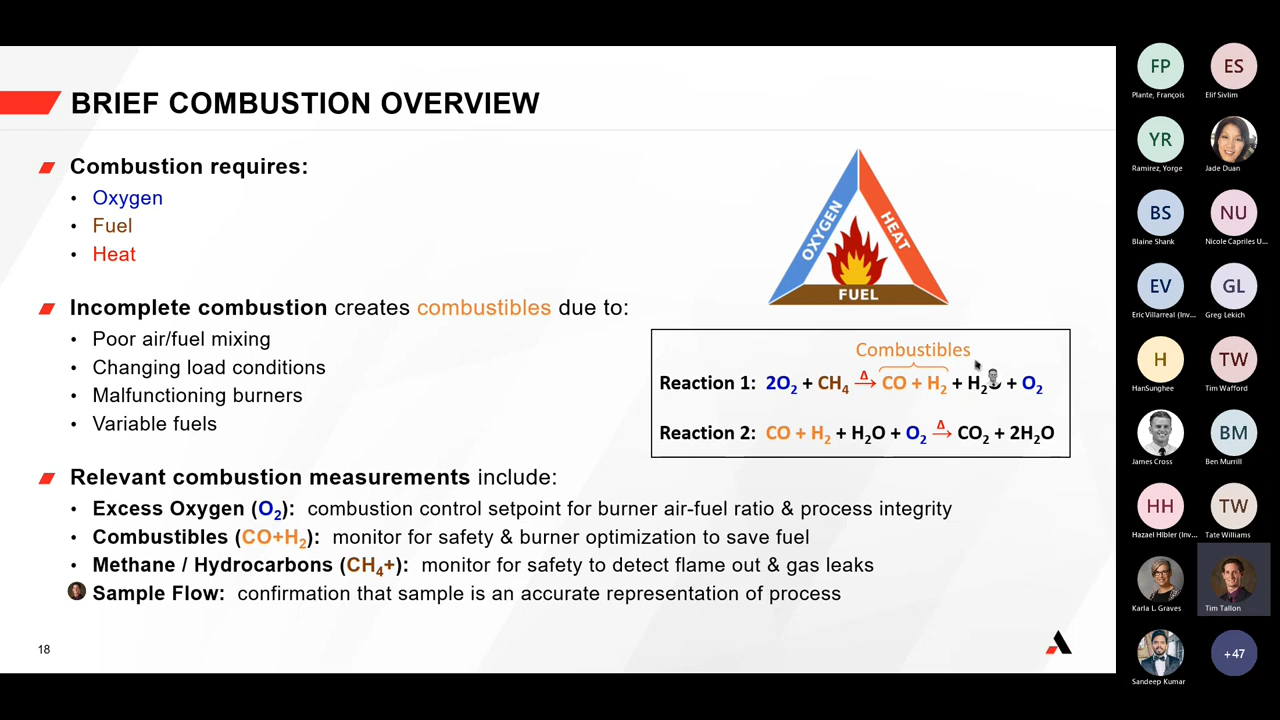 BRIEF COMBUSTION OVERVIEW
Combustion requires:
• Oxygen
• Fuel
• Heat
Incomplete combustion creates combustibles due to:
• Poor air/fuel mixing
• Changing load conditions
• Malfunctioning burners
• Variable fuels
Relevant combustion measurements include:
• Excess Oxygen (O₂): combustion control setpoint for burner air-fuel ratio & process integrity
• Combustibles (CO+H₂): monitor for safety & burner optimization to save fuel
• Methane / Hydrocarbons (CH₄+): monitor for safety to detect flame out & gas leaks
Sample Flow: confirmation that sample is an accurate representation of process
18
OXYGEN
HEAT
FUEL
Combustibles
Reaction 1: 2O₂ + CH₄ Δ→ CO + H₂ + H₂ + O₂
Reaction 2: CO + H₂ + H₂O + O₂ Δ→ CO₂ + 2H₂O
FP
Plante, François
ES
Elif Sivlim
YR
Ramirez, Yorge
Jade Duan
BS
Blaine Shank
NU
Nicole Capriles U...
EV
Eric Villarreal (Inv...
GL
Greg Lekich
H
HanSunghee
TW
Tim Wafford
James Cross
BM
Ben Murrill
HH
Hazael Hibler (Inv...
TW
Tate Williams
Karla L. Graves
Tim Tallon
Sandeep Kumar
+47